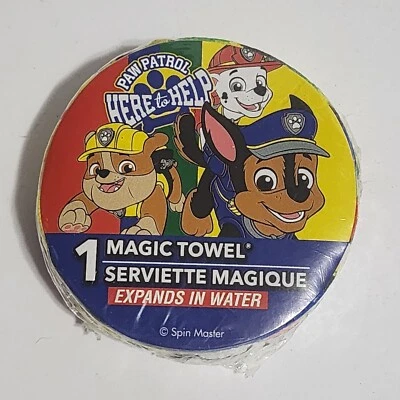 PAW PATROL
HERE to HELP
1 MAGIC TOWEL*
SERVIETTE MAGIQUE
EXPANDS IN WATER
© Spin Master